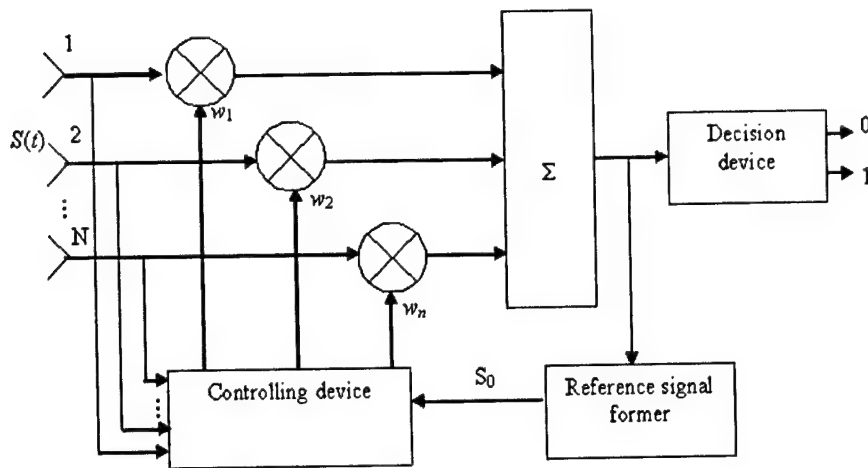 1
w₁
S(t)
2
w₂
...
N
wₙ
Σ
Decision
device
0
1
Controlling device
...
S₀
Reference signal
former